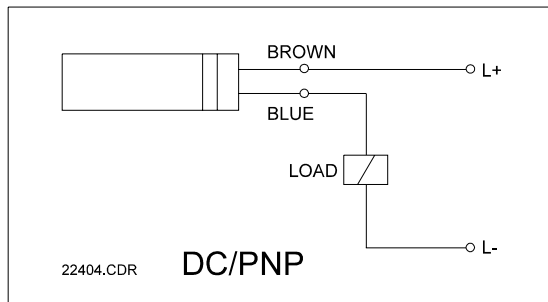 BROWN
L+
BLUE
LOAD
L-
22404.CDR
DC/PNP